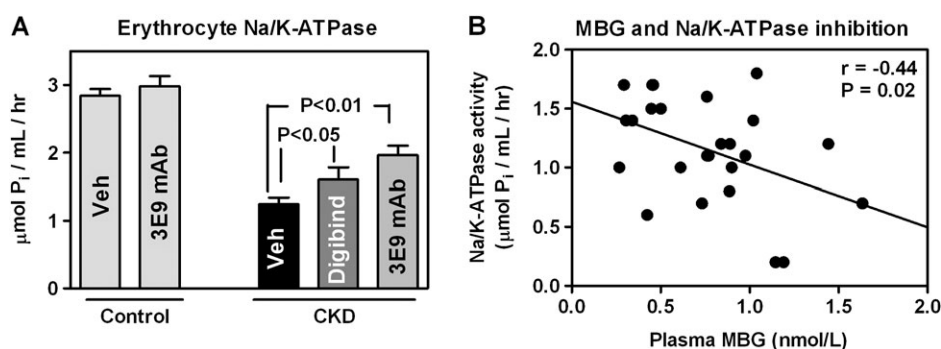 A
Erythrocyte Na/K-ATPase
μmol Pi / mL / hr
3
2
1
0
Veh
3E9 mAb
Veh
Digibind
3E9 mAb
P<0.01
P<0.05
Control
CKD
B
MBG and Na/K-ATPase inhibition
Na/K-ATPase activity
(μmol Pi / mL / hr)
2.0
1.5
1.0
0.5
0.0
r = -0.44
P = 0.02
0.0
0.5
1.0
1.5
2.0
Plasma MBG (nmol/L)